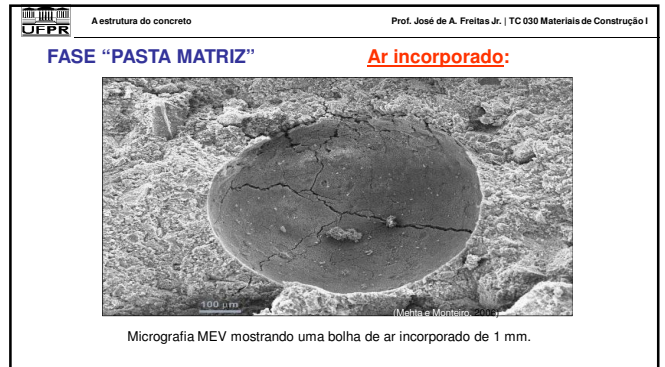 UFPR
A estrutura do concreto
Prof. José de A. Freitas Jr. | TC 030 Materiais de Construção I
FASE “PASTA MATRIZ”
Ar incorporado:
100 µm
(Mehta e Monteiro, 2008)
Micrografia MEV mostrando uma bolha de ar incorporado de 1 mm.